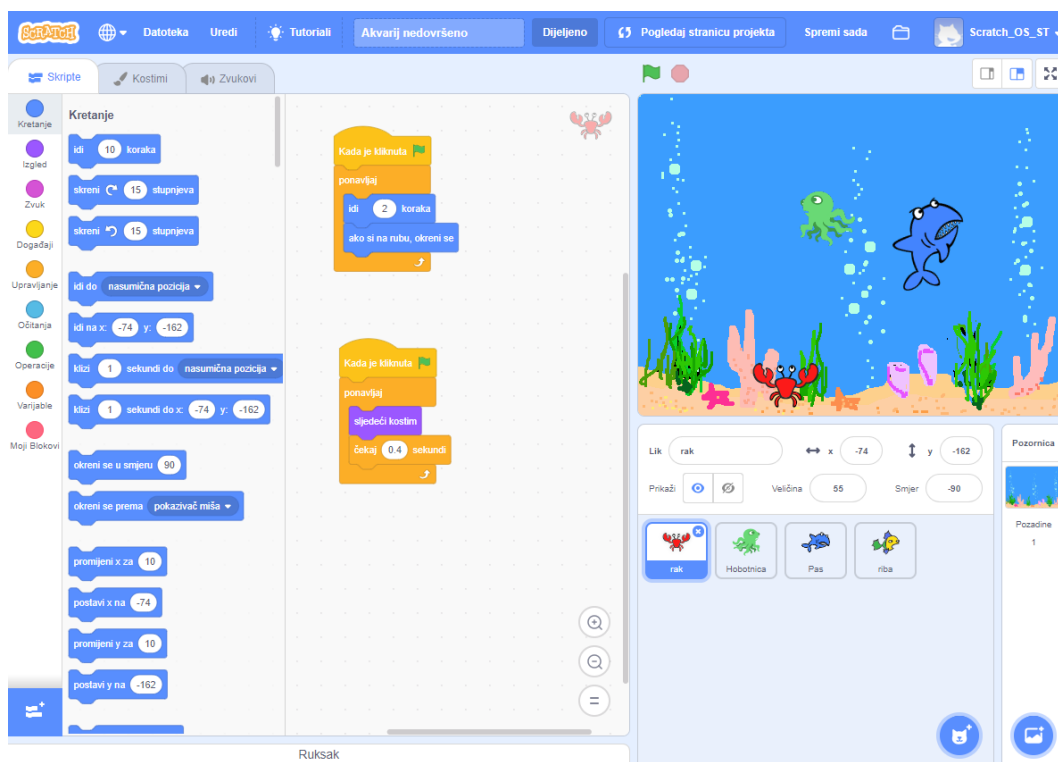 SCRATCH
Datoteka
Uredi
Tutoriali
Akvarij nedovršeno
Dijeljeno
Pogledaj stranicu projekta
Spremi sada
Scratch_OS_ST
Skripte
Kostimi
Zvukovi
Kretanje
Izgled
Zvuk
Događaji
Upravljanje
Očitanja
Operacije
Varijable
Moji Blokovi
Kretanje
idi 10 koraka
skreni 15 stupnjeva
skreni 15 stupnjeva
idi do nasumična pozicija
idi na x: -74 y: -162
klizi 1 sekundi do nasumična pozicija
klizi 1 sekundi do x: -74 y: -162
okreni se u smjeru 90
okreni se prema pokazivač miša
promijeni x za 10
postavi x na -74
promijeni y za 10
postavi y na -162
Kada je kliknuta
ponavljaj
idi 2 koraka
ako si na rubu, okreni se
Kada je kliknuta
ponavljaj
sljedeći kostim
čekaj 0.4 sekundi
Ruksak
Lik rak x -74 y -162
Prikaži Veličina 55 Smjer -90
rak
Hobotnica
Pas
riba
Pozornica
Pozadine
1